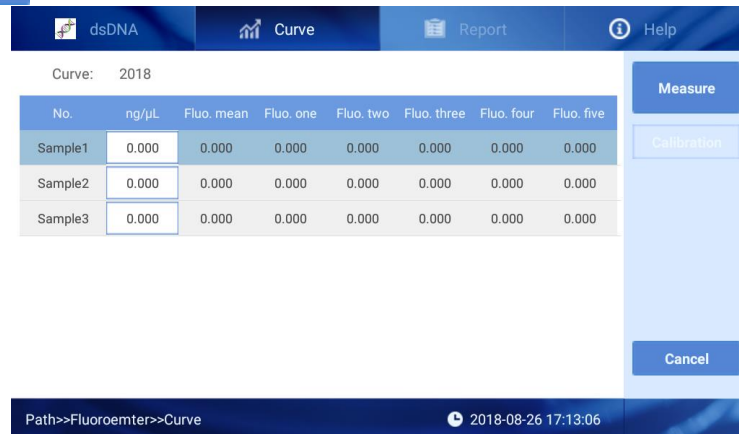 dsDNA Curve Report Help
Curve: 2018
Measure
No. ng/μL Fluo. mean Fluo. one Fluo. two Fluo. three Fluo. four Fluo. five
Sample1 0.000 0.000 0.000 0.000 0.000 0.000 0.000
Calibration
Sample2 0.000 0.000 0.000 0.000 0.000 0.000 0.000
Sample3 0.000 0.000 0.000 0.000 0.000 0.000 0.000
Cancel
Path>>Fluoroemter>>Curve 2018-08-26 17:13:06